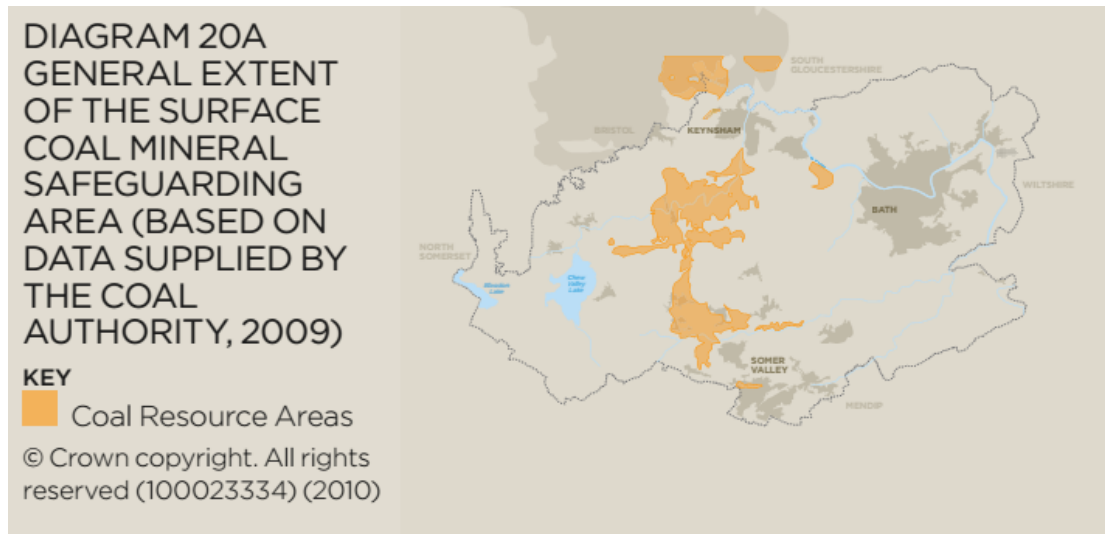 DIAGRAM 20A
GENERAL EXTENT
OF THE SURFACE
COAL MINERAL
SAFEGUARDING
AREA (BASED ON
DATA SUPPLIED BY
THE COAL
AUTHORITY, 2009)
KEY
Coal Resource Areas
© Crown copyright. All rights
reserved (100023334) (2010)
SOUTH
GLOUCESTERSHIRE
BRISTOL
KEYNSHAM
WILTSHIRE
BATH
NORTH
SOMERSET
Chew
Valley
Lake
Blagdon
Lake
SOMER
VALLEY
MENDIP